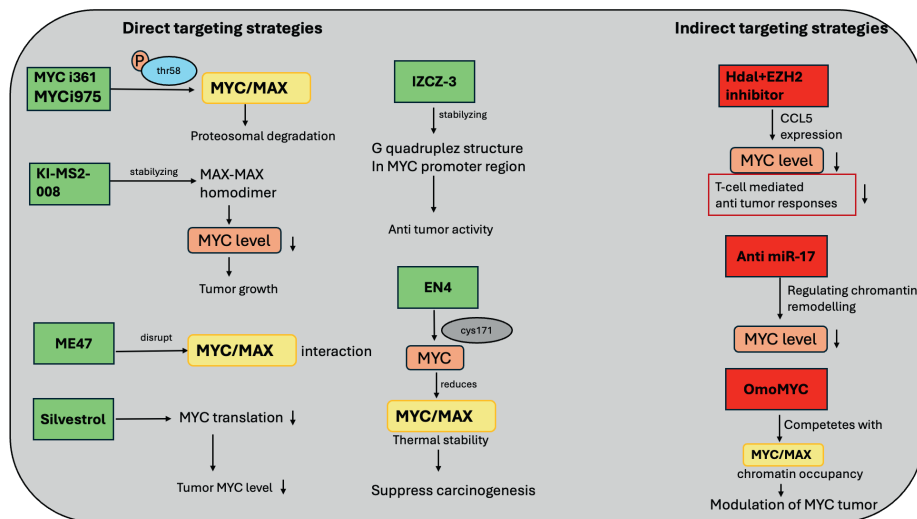 Direct targeting strategies
MYC i361
MYCi975
P
thr58
MYC/MAX
Proteosomal degradation
KI-MS2-
008
stabilyzing
MAX-MAX
homodimer
MYC level
Tumor growth
ME47
disrupt
MYC/MAX interaction
Silvestrol
MYC translation
Tumor MYC level
IZCZ-3
stabilyzing
G quadruplez structure
In MYC promoter region
Anti tumor activity
EN4
cys171
MYC
reduces
MYC/MAX
Thermal stability
Suppress carcinogenesis
Indirect targeting strategies
Hdal+EZH2
inhibitor
CCL5
expression
MYC level
T-cell mediated
anti tumor responses
Anti miR-17
Regulating chromantin
remodelling
MYC level
OmoMYC
Competetes with
MYC/MAX
chromatin occupancy
Modulation of MYC tumor